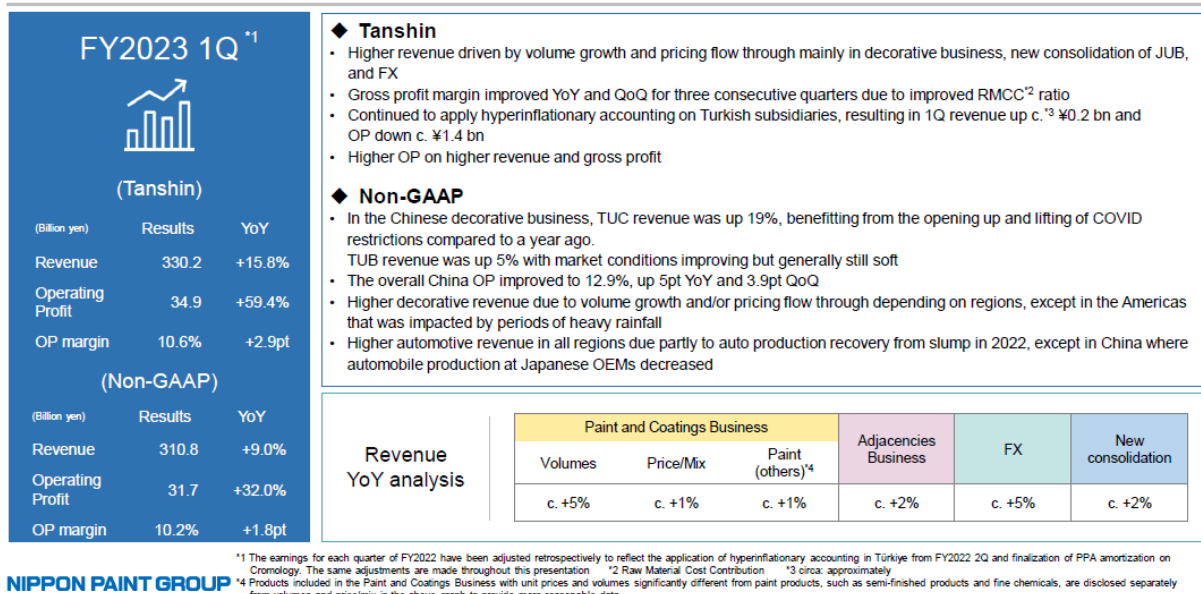 FY2023 1Q *1
(Tanshin)
(Billion yen) Results YoY
Revenue 330.2 +15.8%
Operating
Profit 34.9 +59.4%
OP margin 10.6% +2.9pt
(Non-GAAP)
(Billion yen) Results YoY
Revenue 310.8 +9.0%
Operating
Profit 31.7 +32.0%
OP margin 10.2% +1.8pt
◆ Tanshin
• Higher revenue driven by volume growth and pricing flow through mainly in decorative business, new consolidation of JUB,
and FX
• Gross profit margin improved YoY and QoQ for three consecutive quarters due to improved RMCC*2 ratio
• Continued to apply hyperinflationary accounting on Turkish subsidiaries, resulting in 1Q revenue up c.*3 ¥0.2 bn and
OP down c. ¥1.4 bn
• Higher OP on higher revenue and gross profit
◆ Non-GAAP
• In the Chinese decorative business, TUC revenue was up 19%, benefitting from the opening up and lifting of COVID
restrictions compared to a year ago.
TUB revenue was up 5% with market conditions improving but generally still soft
• The overall China OP improved to 12.9%, up 5pt YoY and 3.9pt QoQ
• Higher decorative revenue due to volume growth and/or pricing flow through depending on regions, except in the Americas
that was impacted by periods of heavy rainfall
• Higher automotive revenue in all regions due partly to auto production recovery from slump in 2022, except in China where
automobile production at Japanese OEMs decreased
Revenue
YoY analysis
Paint and Coatings Business
Volumes Price/Mix Paint
(others)*4
Adjacencies
Business
FX
New
consolidation
c. +5% c. +1% c. +1% c. +2% c. +5% c. +2%
*1 The earnings for each quarter of FY2022 have been adjusted retrospectively to reflect the application of hyperinflationary accounting in Türkiye from FY2022 2Q and finalization of PPA amortization on
Cromology. The same adjustments are made throughout this presentation *2 Raw Material Cost Contribution *3 circa: approximately
NIPPON PAINT GROUP
*4 Products included in the Paint and Coatings Business with unit prices and volumes significantly different from paint products, such as semi-finished products and fine chemicals, are disclosed separately
from volumes and price/mix in the above graph to provide more reasonable data